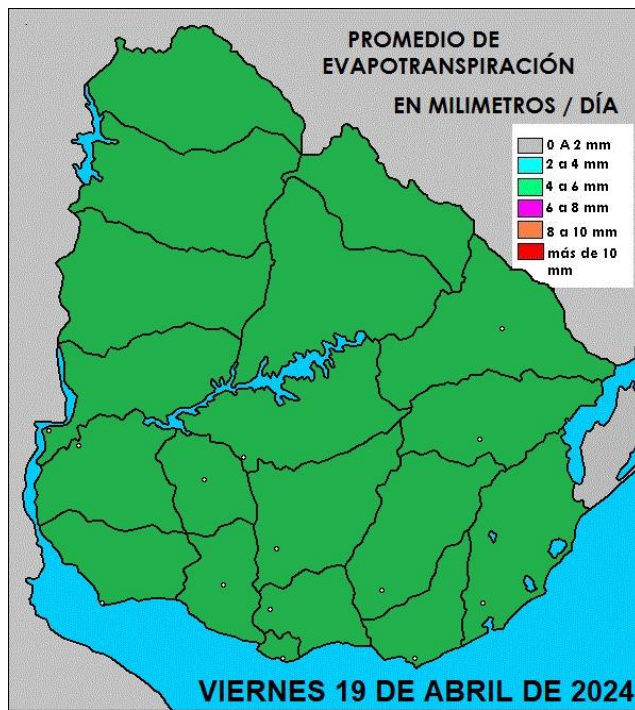 PROMEDIO DE
EVAPOTRANSPIRACIÓN
EN MILIMETROS / DÍA
0 A 2 mm
2 a 4 mm
4 a 6 mm
6 a 8 mm
8 a 10 mm
más de 10
mm
VIERNES 19 DE ABRIL DE 2024